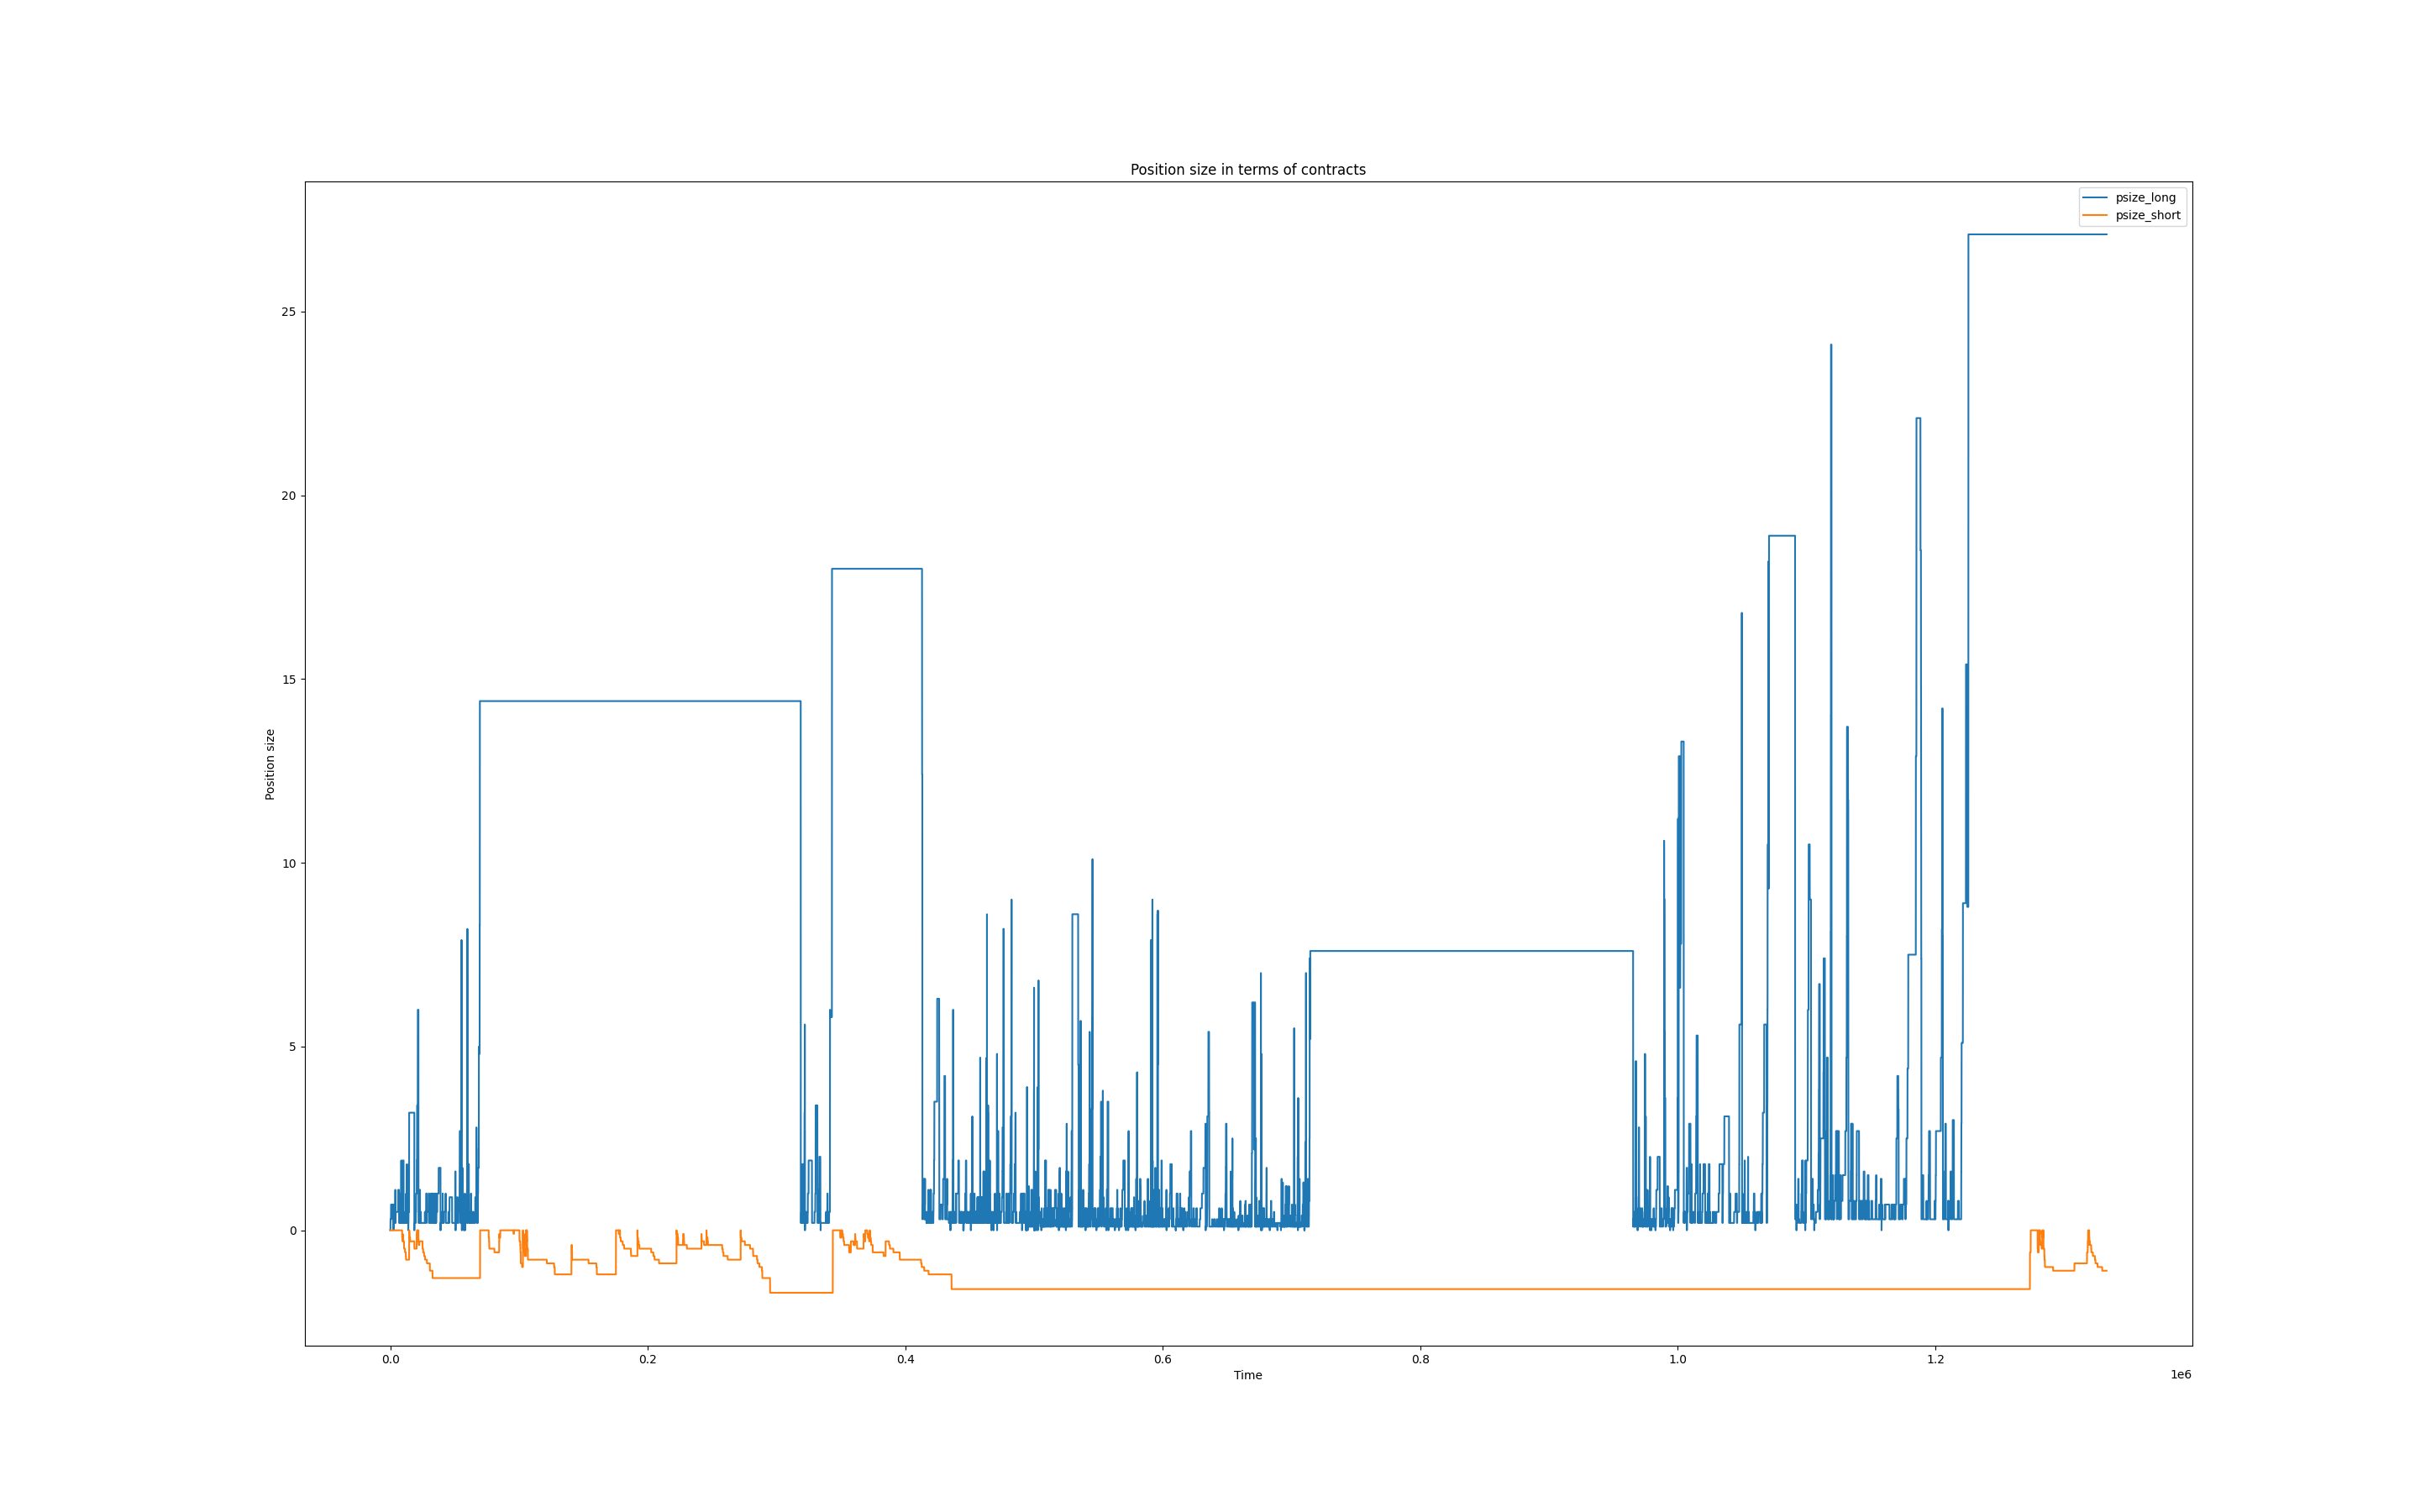 Position size in terms of contracts
psize_long
psize_short
25
20
15
10
5
0
Position size
0.0 0.2 0.4 0.6 0.8 1.0 1.2
Time
1e6